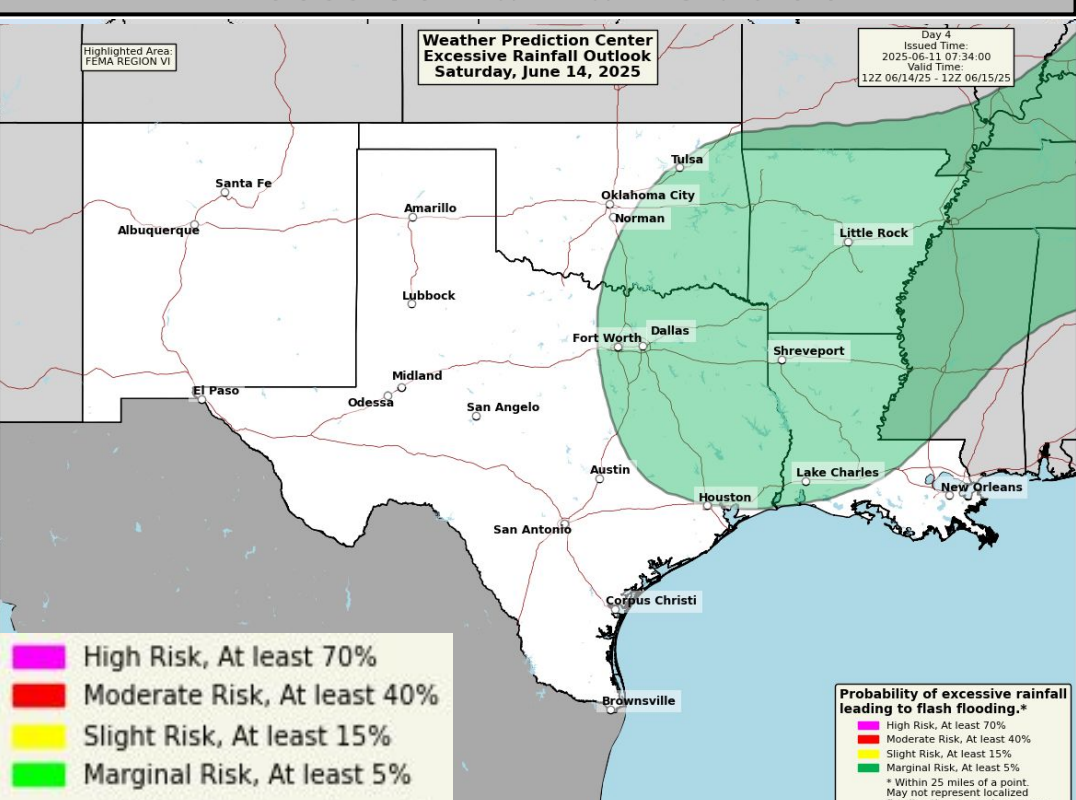 Highlighted Area:
FEMA REGION VI
Weather Prediction Center
Excessive Rainfall Outlook
Saturday, June 14, 2025
Day 4
Issued Time:
2025-06-11 07:34:00
Valid Time:
12Z 06/14/25 - 12Z 06/15/25
Tulsa
Santa Fe
Oklahoma City
Amarillo
Norman
Albuquerque
Little Rock
Lubbock
Dallas
Fort Worth
Shreveport
Midland
El Paso
Odessa
San Angelo
Austin
Lake Charles
New Orleans
Houston
San Antonio
Corpus Christi
Brownsville
High Risk, At least 70%
Moderate Risk, At least 40%
Slight Risk, At least 15%
Marginal Risk, At least 5%
Probability of excessive rainfall
leading to flash flooding.*
High Risk, At least 70%
Moderate Risk, At least 40%
Slight Risk, At least 15%
Marginal Risk, At least 5%
* Within 25 miles of a point.
May not represent localized